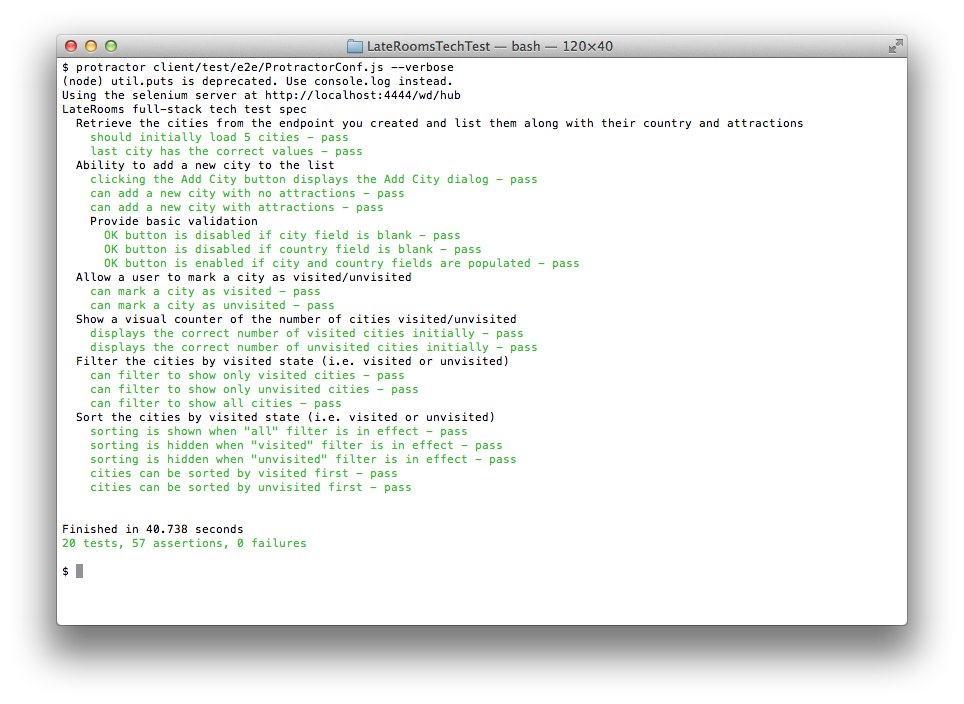 LateRoomsTechTest — bash — 120×40
$ protractor client/test/e2e/ProtractorConf.js --verbose
(node) util.puts is deprecated. Use console.log instead.
Using the selenium server at http://localhost:4444/wd/hub
LateRooms full-stack tech test spec
  Retrieve the cities from the endpoint you created and list them along with their country and attractions
    should initially load 5 cities - pass
    last city has the correct values - pass
  Ability to add a new city to the list
    clicking the Add City button displays the Add City dialog - pass
    can add a new city with no attractions - pass
    can add a new city with attractions - pass
    Provide basic validation
      OK button is disabled if city field is blank - pass
      OK button is disabled if country field is blank - pass
      OK button is enabled if city and country fields are populated - pass
  Allow a user to mark a city as visited/unvisited
    can mark a city as visited - pass
    can mark a city as unvisited - pass
  Show a visual counter of the number of cities visited/unvisited
    displays the correct number of visited cities initially - pass
    displays the correct number of unvisited cities initially - pass
  Filter the cities by visited state (i.e. visited or unvisited)
    can filter to show only visited cities - pass
    can filter to show only unvisited cities - pass
    can filter to show all cities - pass
  Sort the cities by visited state (i.e. visited or unvisited)
    sorting is shown when "all" filter is in effect - pass
    sorting is hidden when "visited" filter is in effect - pass
    sorting is hidden when "unvisited" filter is in effect - pass
    cities can be sorted by visited first - pass
    cities can be sorted by unvisited first - pass
Finished in 40.738 seconds
20 tests, 57 assertions, 0 failures
$